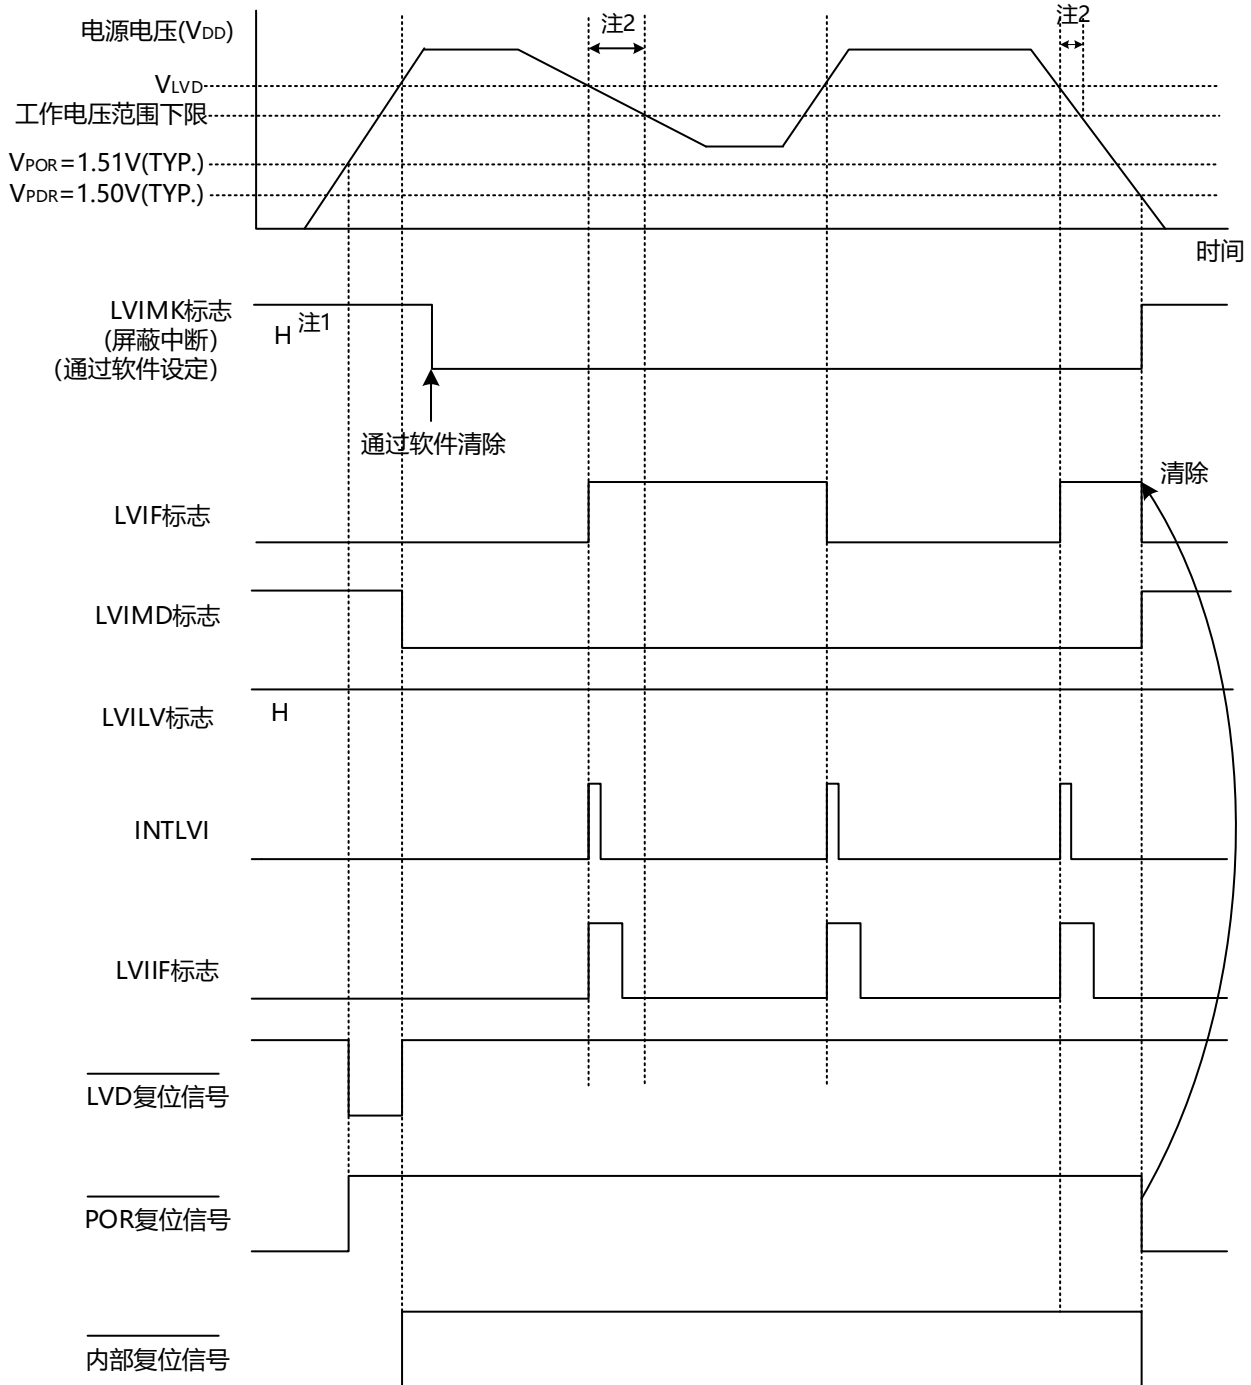 电源电压(VDD)
注2
注2
VLVD
工作电压范围下限
VPOR=1.51V(TYP.)
VPDR=1.50V(TYP.)
时间
LVIMK标志
(屏蔽中断)
(通过软件设定)
H 注1
通过软件清除
清除
LVIF标志
LVIMD标志
LVILV标志
H
INTLVI
LVIIF标志
LVD复位信号
POR复位信号
内部复位信号